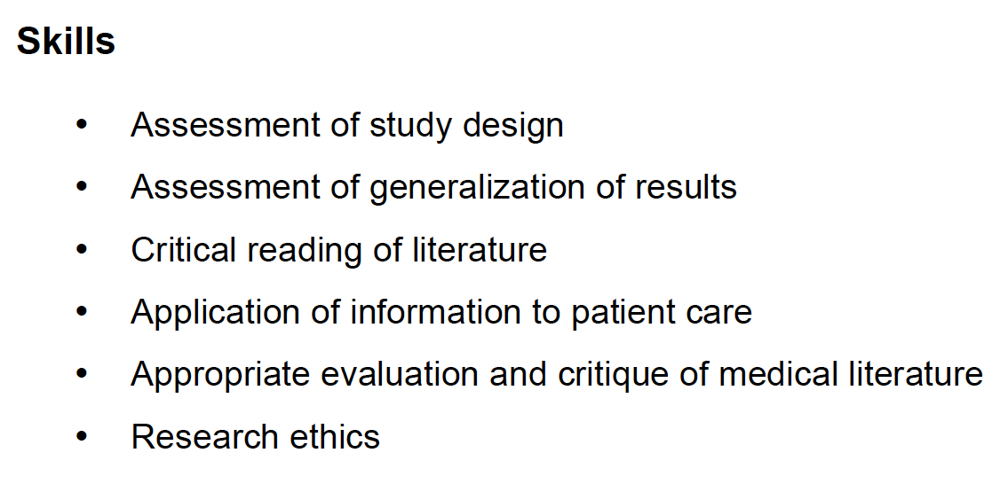 Skills
• Assessment of study design
• Assessment of generalization of results
• Critical reading of literature
• Application of information to patient care
• Appropriate evaluation and critique of medical literature
• Research ethics